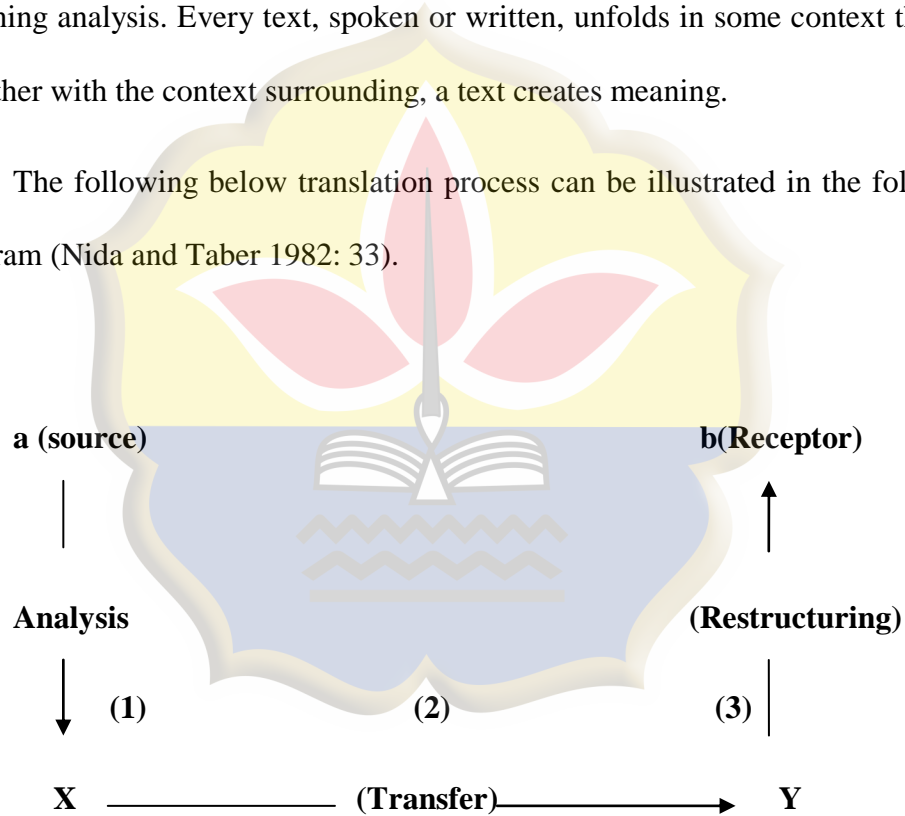 ning analysis. Every text, spoken or written, unfolds in some context t
ther with the context surrounding, a text creates meaning.
The following below translation process can be illustrated in the fol
ram (Nida and Taber 1982: 33).
a (source) b(Receptor)
Analysis (Restructuring)
(1) (2) (3)
X (Transfer) Y